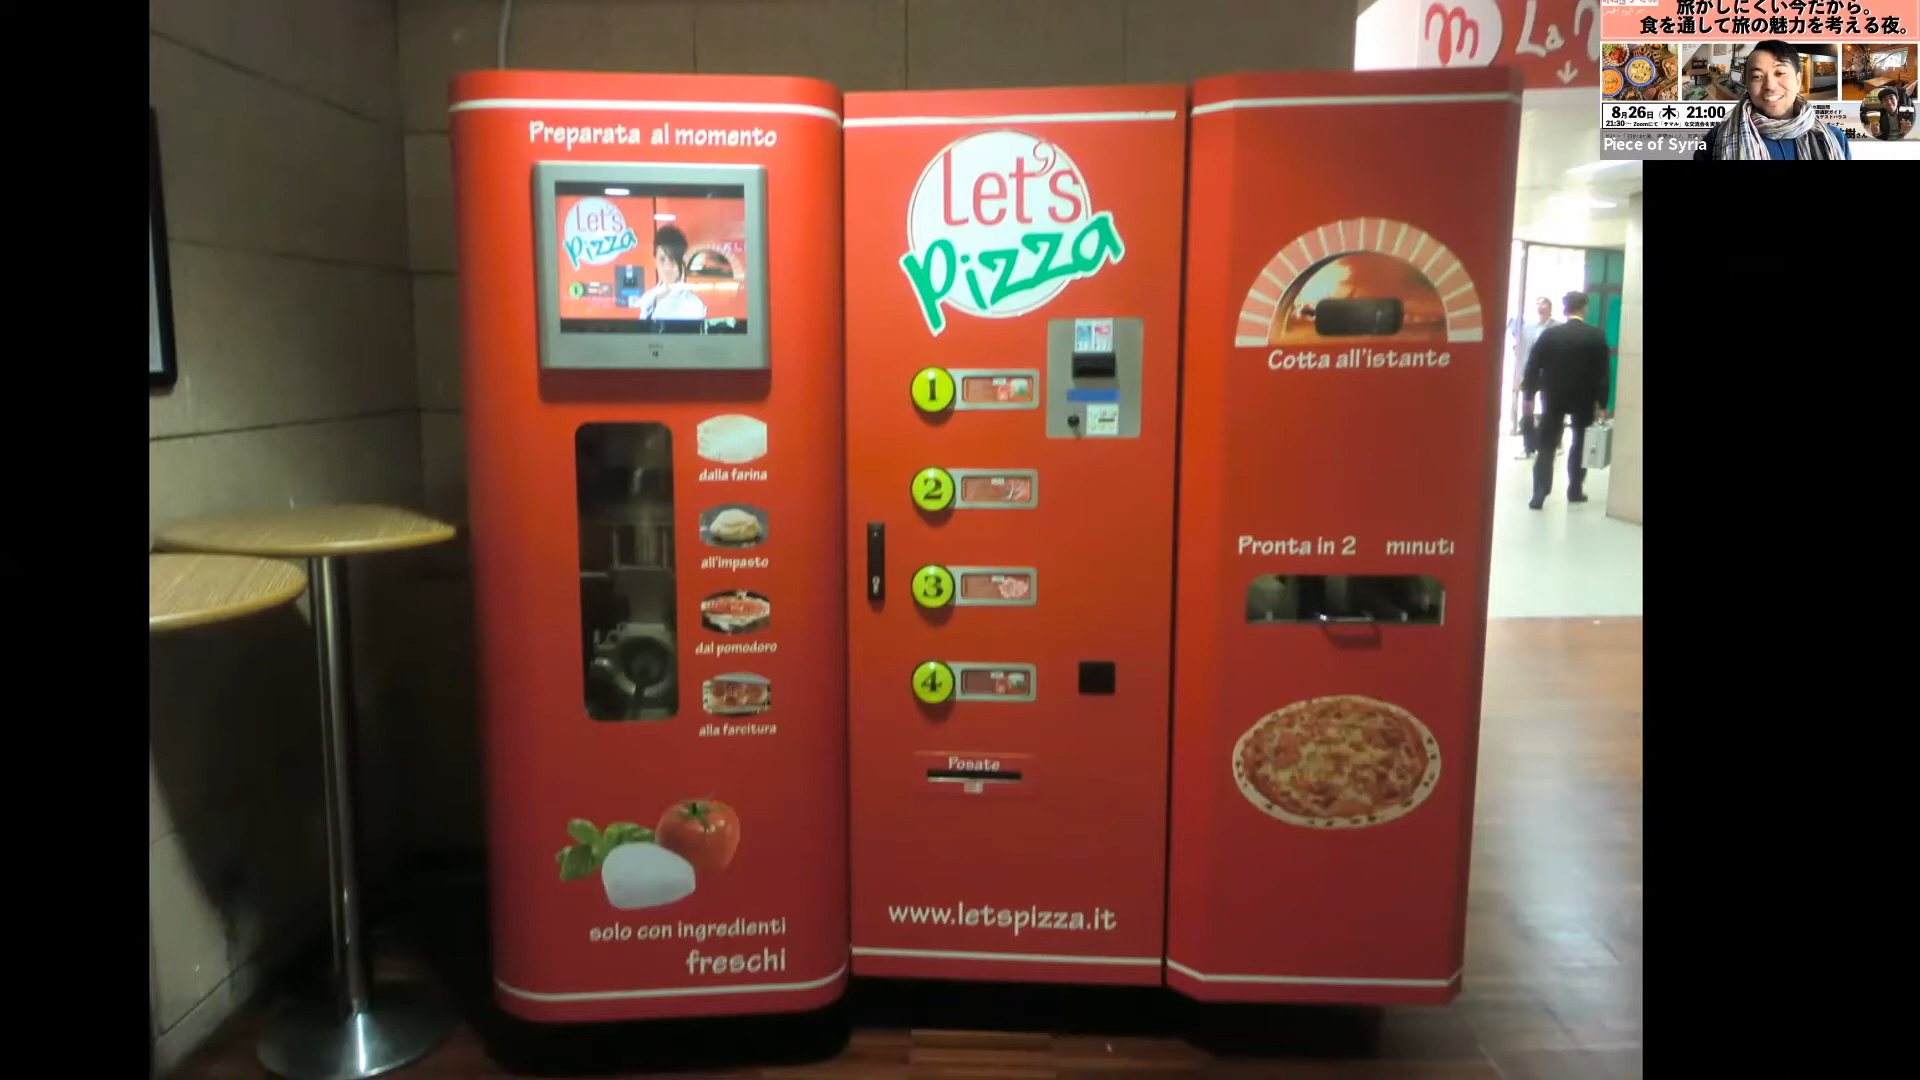 Preparata al momento
Let's
Pizza
dalla farina
all'impasto
dal pomodoro
alla farcitura
solo con ingredienti
freschi
Let's
Pizza
1
2
3
4
Posate
www.letspizza.it
Cotta all'istante
Pronta in 2 minuti
m La
旅がしにくい今だから。
食を通して旅の魅力を考える夜。
8月26日（木）21:00
Piece of Syria